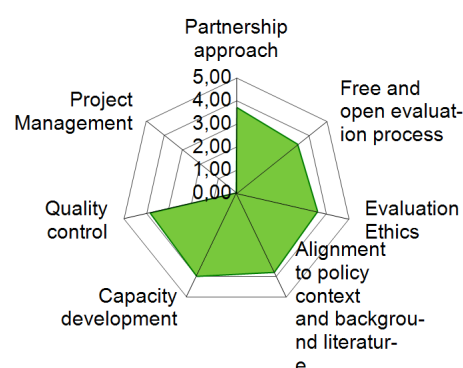 Partnership
approach
Free and
open evaluat-
ion process
Evaluation
Ethics
Alignment
to policy
context
and backgrou-
nd literatur-
e
Capacity
development
Quality
control
Project
Management
5,00
4,00
3,00
2,00
1,00
0,00